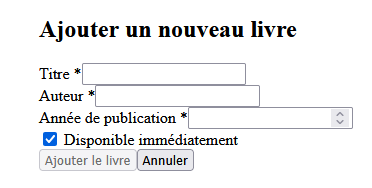 Ajouter un nouveau livre
Titre *
Auteur *
Année de publication *
Disponible immédiatement
Ajouter le livre Annuler